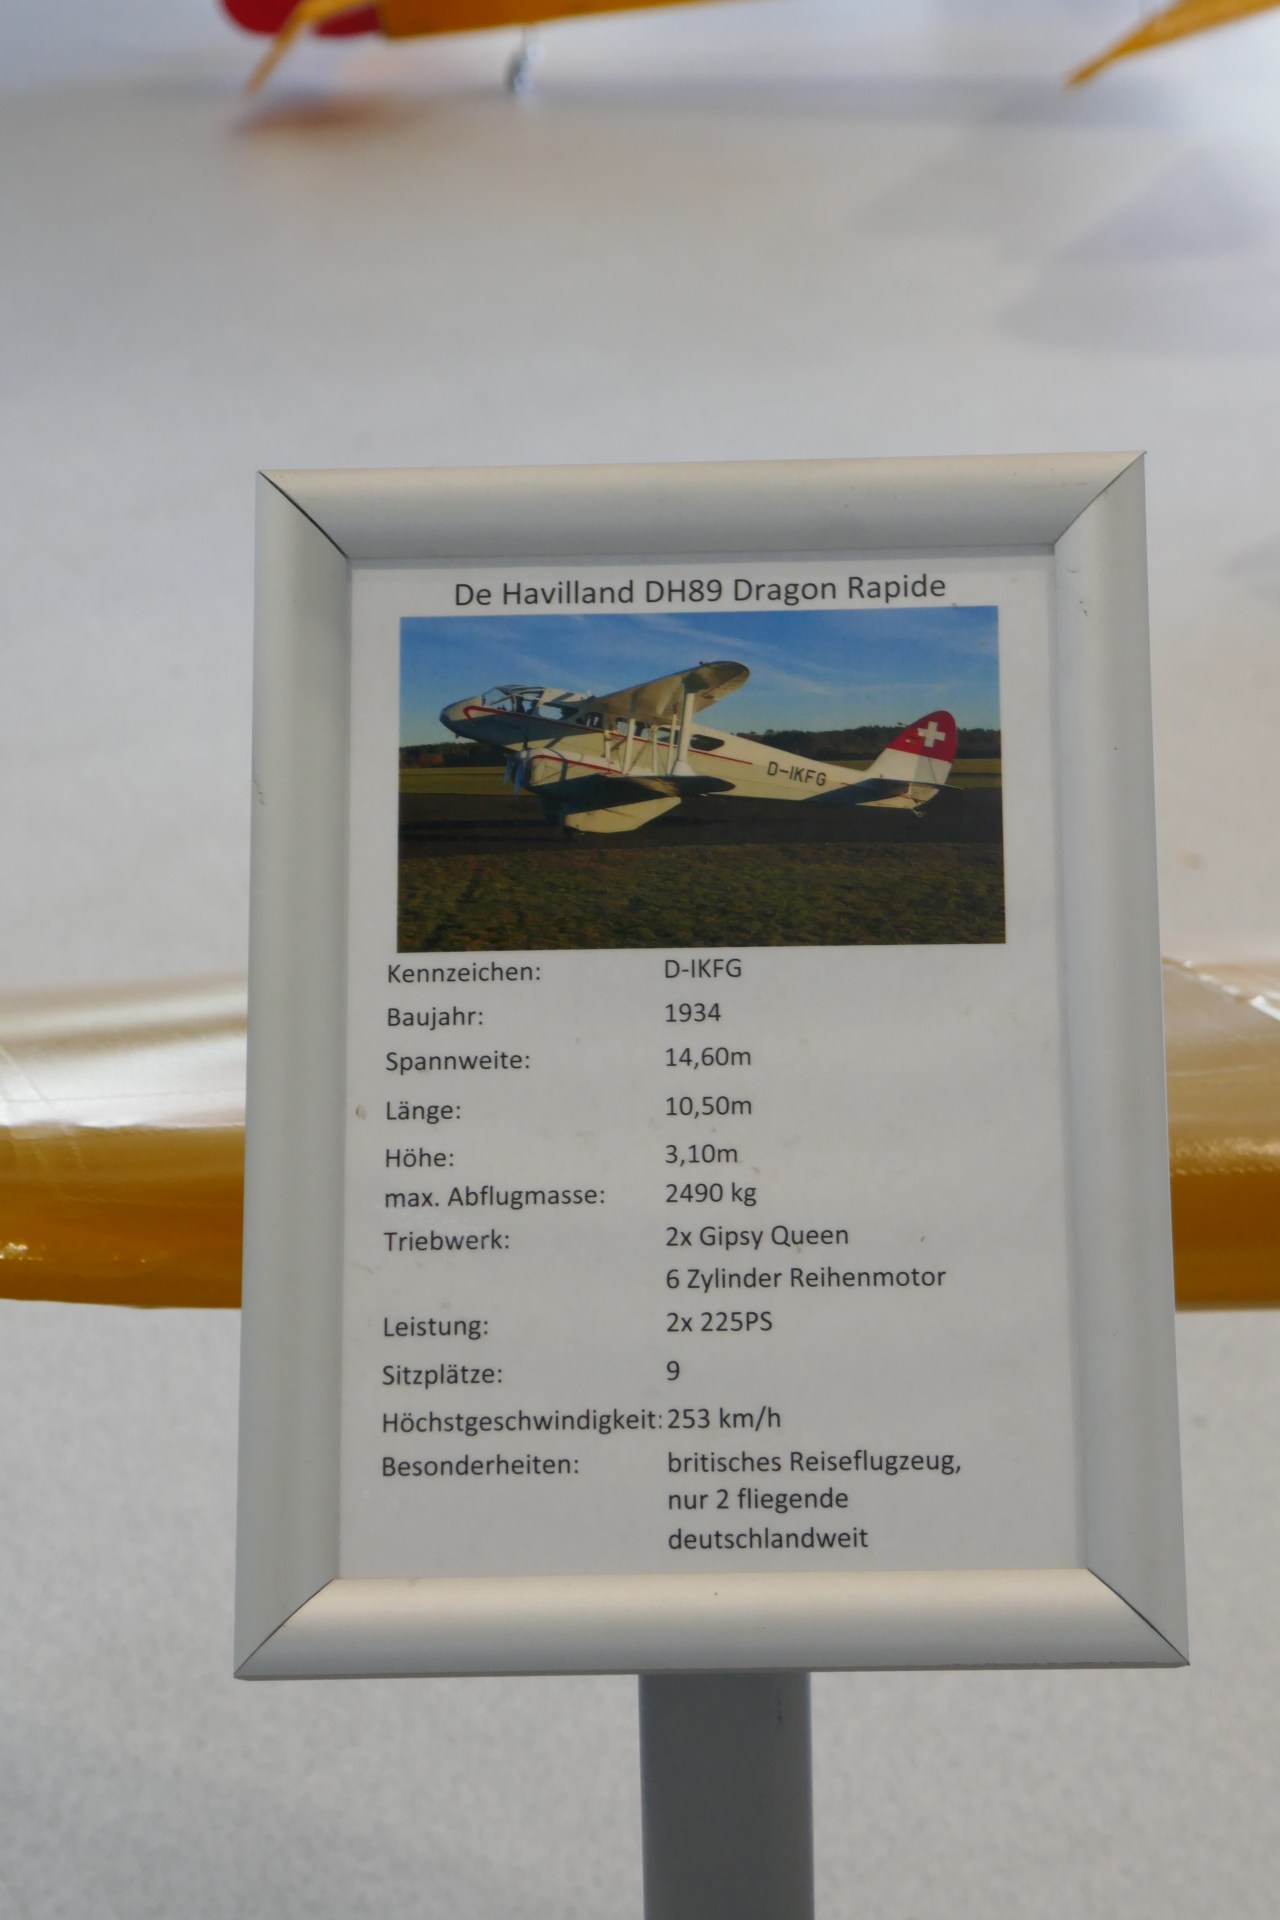 De Havilland DH89 Dragon Rapide
D-IKFG
Kennzeichen: D-IKFG
Baujahr: 1934
Spannweite: 14,60m
Länge: 10,50m
Höhe: 3,10m
max. Abflugmasse: 2490 kg
Triebwerk: 2x Gipsy Queen
6 Zylinder Reihenmotor
Leistung: 2x 225PS
Sitzplätze: 9
Höchstgeschwindigkeit: 253 km/h
Besonderheiten: britisches Reiseflugzeug,
nur 2 fliegende
deutschlandweit